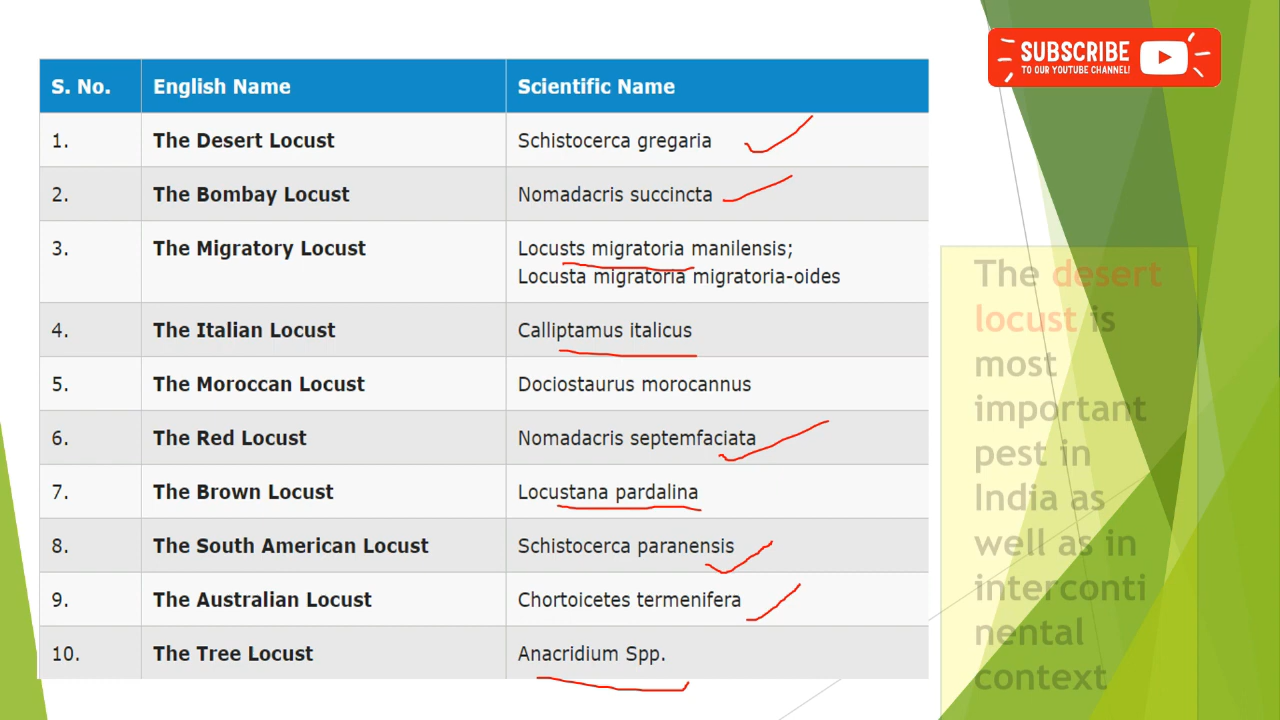 SUBSCRIBE
TO OUR YOUTUBE CHANNEL!
S. No. English Name Scientific Name
1. The Desert Locust Schistocerca gregaria
2. The Bombay Locust Nomadacris succincta
3. The Migratory Locust Locusts migratoria manilensis;
Locusta migratoria migratoria-oides
4. The Italian Locust Calliptamus italicus
5. The Moroccan Locust Dociostaurus morocannus
6. The Red Locust Nomadacris septemfaciata
7. The Brown Locust Locustana pardalina
8. The South American Locust Schistocerca paranensis
9. The Australian Locust Chortoicetes termenifera
10. The Tree Locust Anacridium Spp.
The desert
locust is
most
important
pest in
India as
well as in
interconti
nental
context